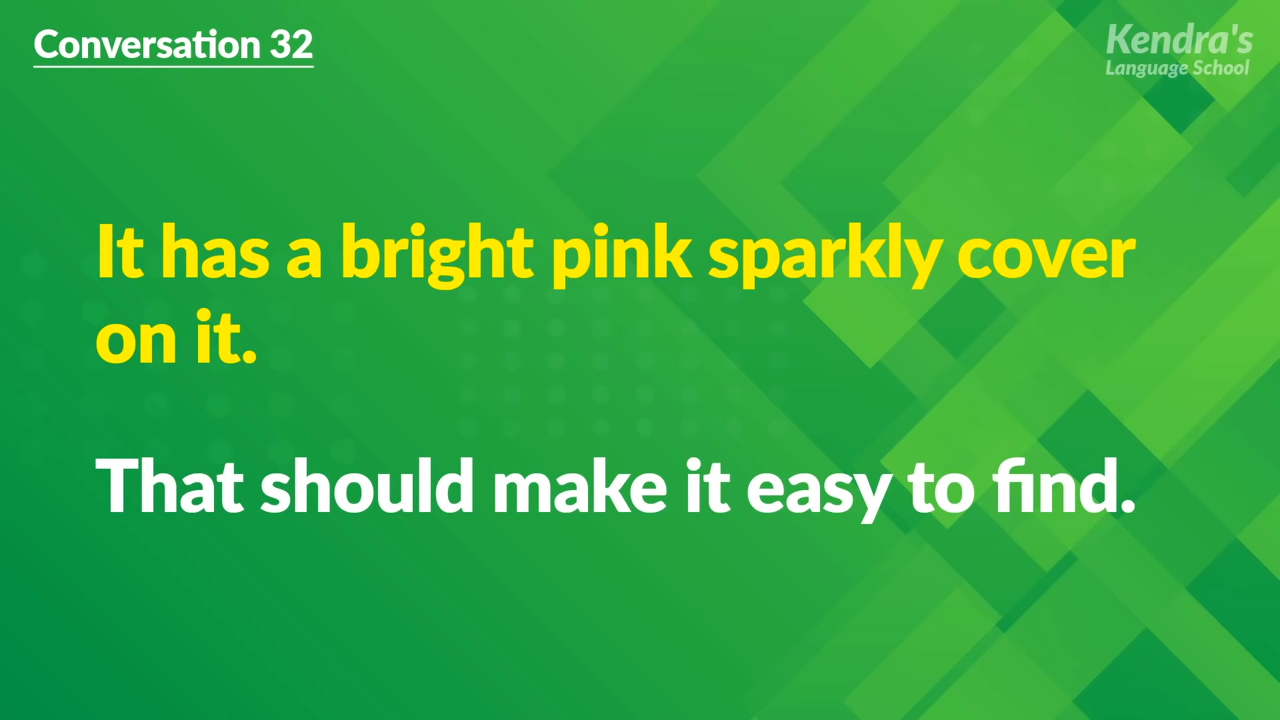 Conversation 32
Kendra's
Language School
It has a bright pink sparkly cover
on it.
That should make it easy to find.